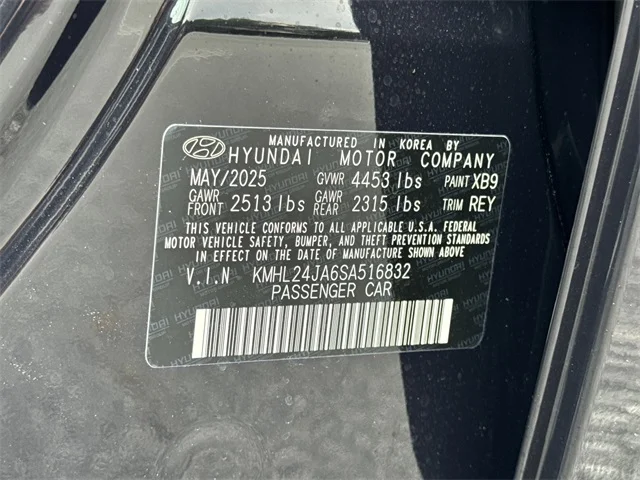 MANUFACTURED IN KOREA BY
HYUNDAI MOTOR COMPANY
MAY/2025 GVWR 4453 lbs PAINT XB9
GAWR FRONT 2513 lbs GAWR REAR 2315 lbs TRIM REY
THIS VEHICLE CONFORMS TO ALL APPLICABLE U.S.A. FEDERAL
MOTOR VEHICLE SAFETY, BUMPER, AND THEFT PREVENTION STANDARDS
IN EFFECT ON THE DATE OF MANUFACTURE SHOWN ABOVE.
V.I.N KMHL24JA6SA516832
PASSENGER CAR